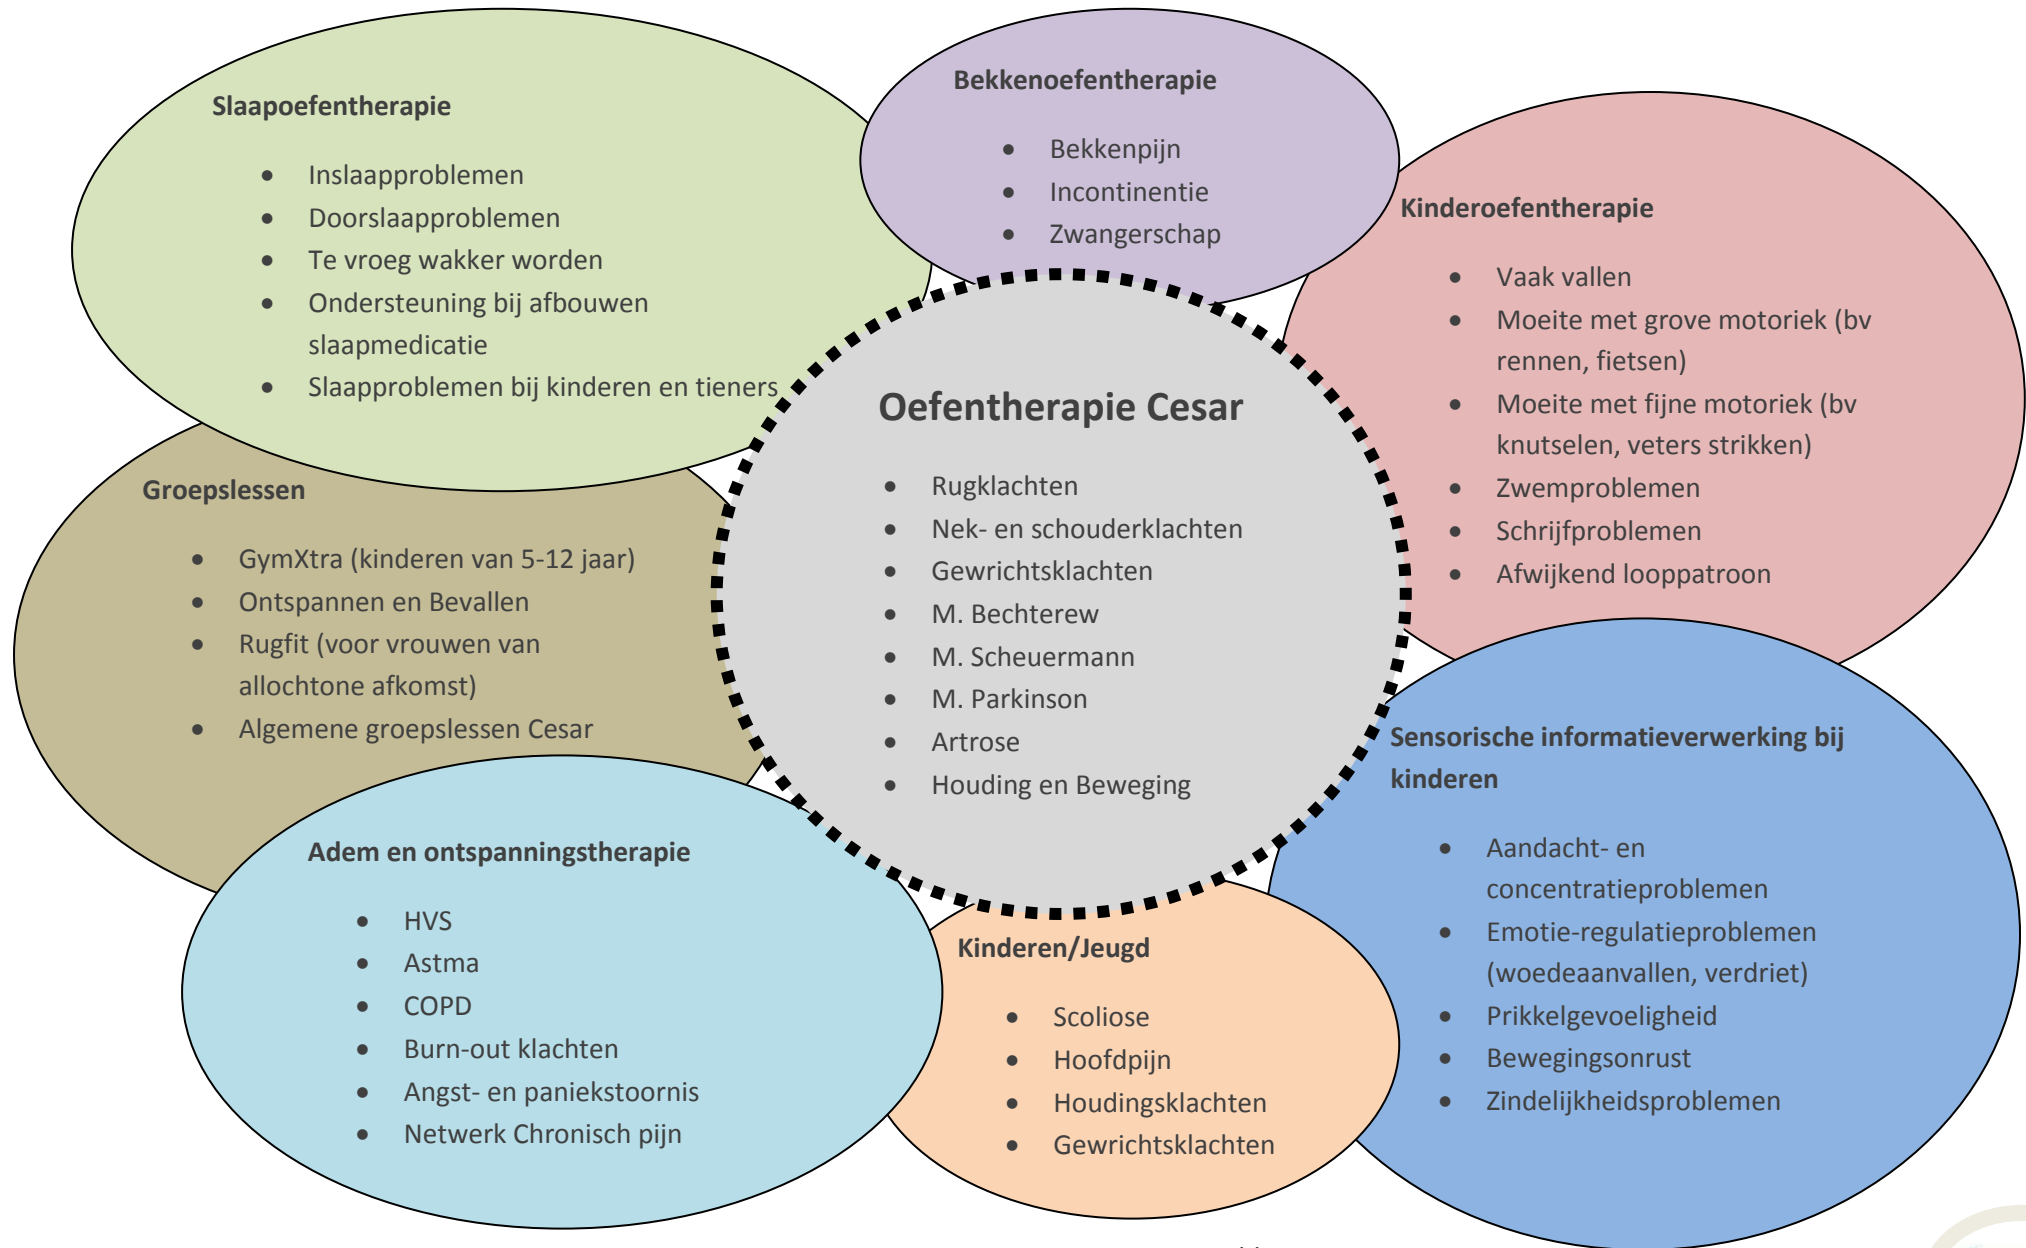 Slaapoefentherapie
• Inslaapproblemen
• Doorslaapproblemen
• Te vroeg wakker worden
• Ondersteuning bij afbouwen
slaapmedicatie
• Slaapproblemen bij kinderen en tieners
Bekkenoefentherapie
• Bekkenpijn
• Incontinentie
• Zwangerschap
Kinderoefentherapie
• Vaak vallen
• Moeite met grove motoriek (bv
rennen, fietsen)
• Moeite met fijne motoriek (bv
knutselen, veters strikken)
• Zwemproblemen
• Schrijfproblemen
• Afwijkend looppatroon
Oefentherapie Cesar
• Rugklachten
• Nek- en schouderklachten
• Gewrichtsklachten
• M. Bechterew
• M. Scheuermann
• M. Parkinson
• Artrose
• Houding en Beweging
Groepslessen
• GymXtra (kinderen van 5-12 jaar)
• Ontspannen en Bevallen
• Rugfit (voor vrouwen van
allochtone afkomst)
• Algemene groepslessen Cesar
Sensorische informatieverwerking bij
kinderen
• Aandacht- en
concentratieproblemen
• Emotie-regulatieproblemen
(woedeaanvallen, verdriet)
• Prikkelgevoeligheid
• Bewegingsonrust
• Zindelijkheidsproblemen
Adem en ontspanningstherapie
• HVS
• Astma
• COPD
• Burn-out klachten
• Angst- en paniekstoornis
• Netwerk Chronisch pijn
Kinderen/Jeugd
• Scoliose
• Hoofdpijn
• Houdingsklachten
• Gewrichtsklachten